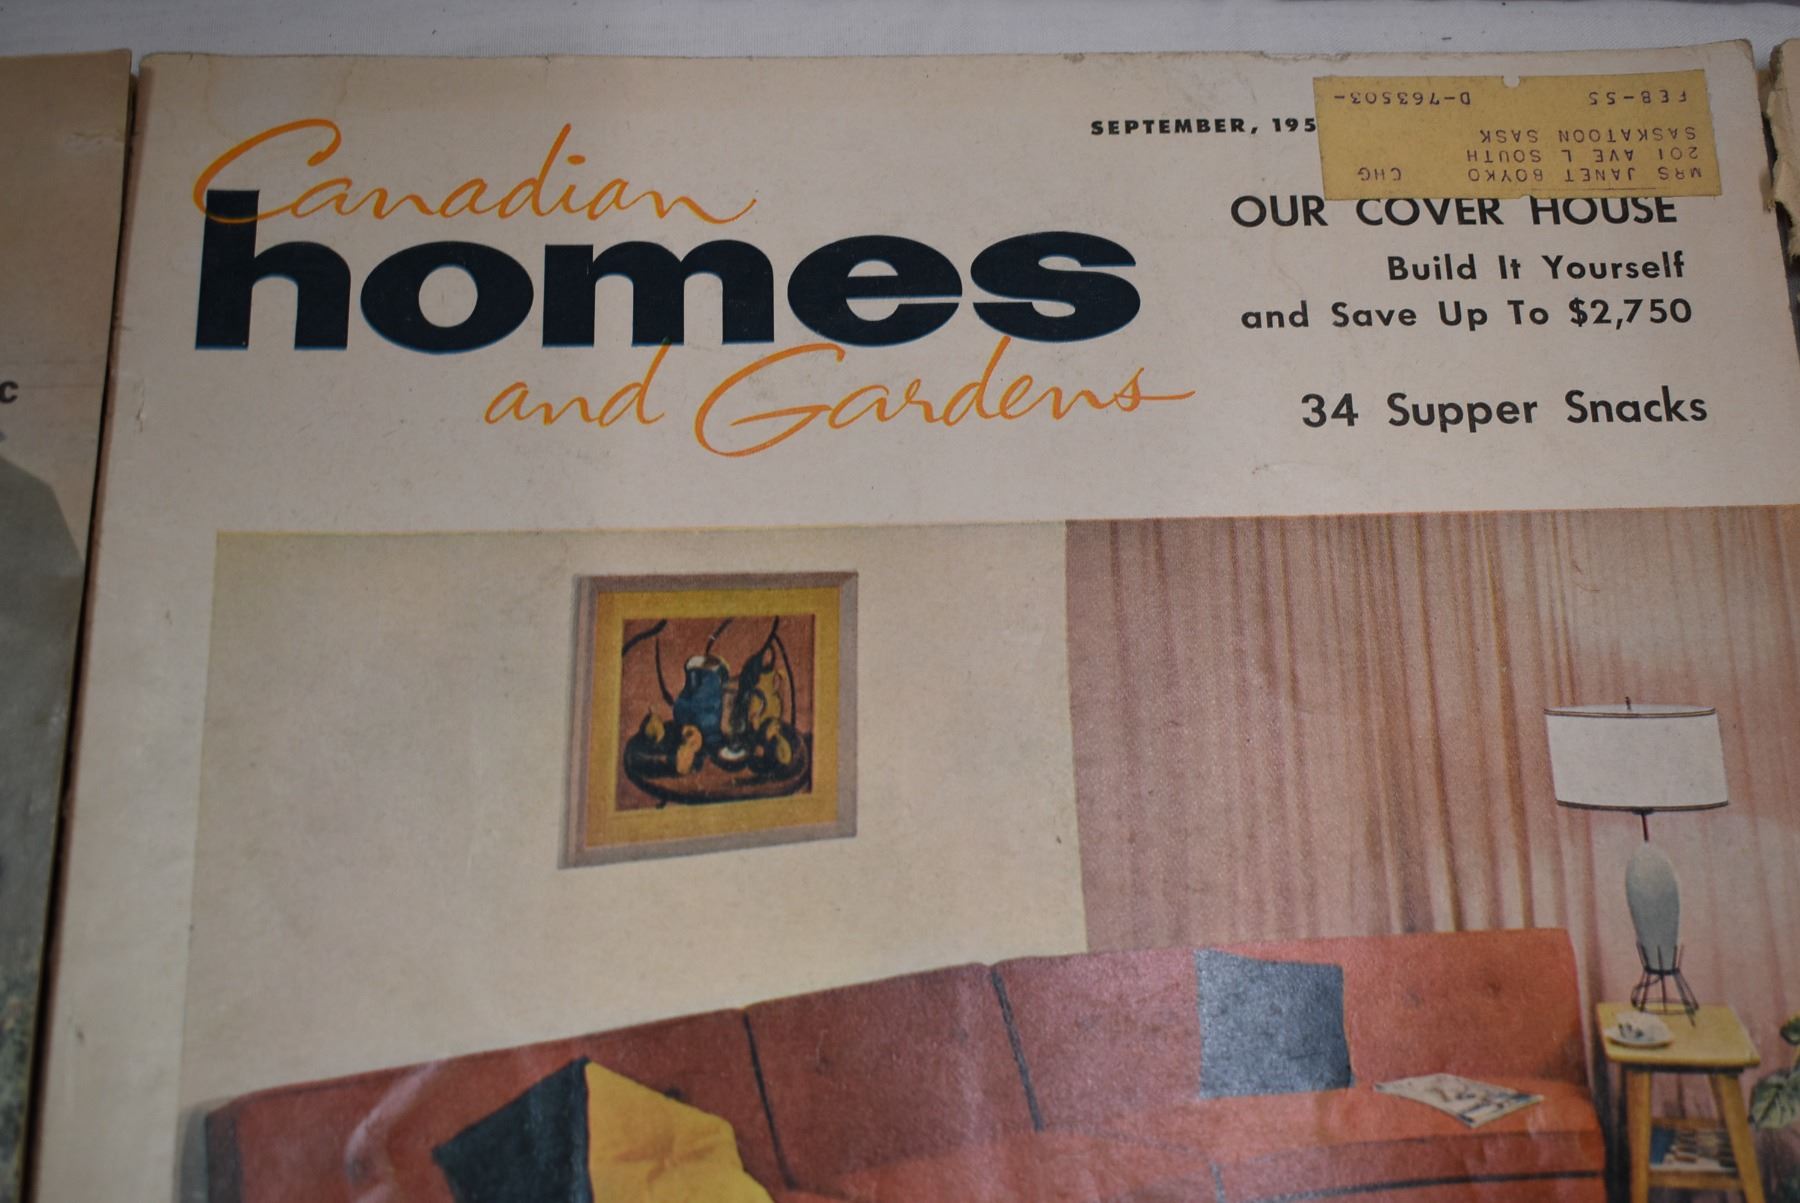 SEPTEMBER, 195
Canadian
homes
and Gardens
MRS JANET BOYKO CHG
201 AVE L SOUTH
SASKATOON SASK
FEB-55 D-763503-
OUR COVER HOUSE
Build It Yourself
and Save Up To $2,750
34 Supper Snacks
c